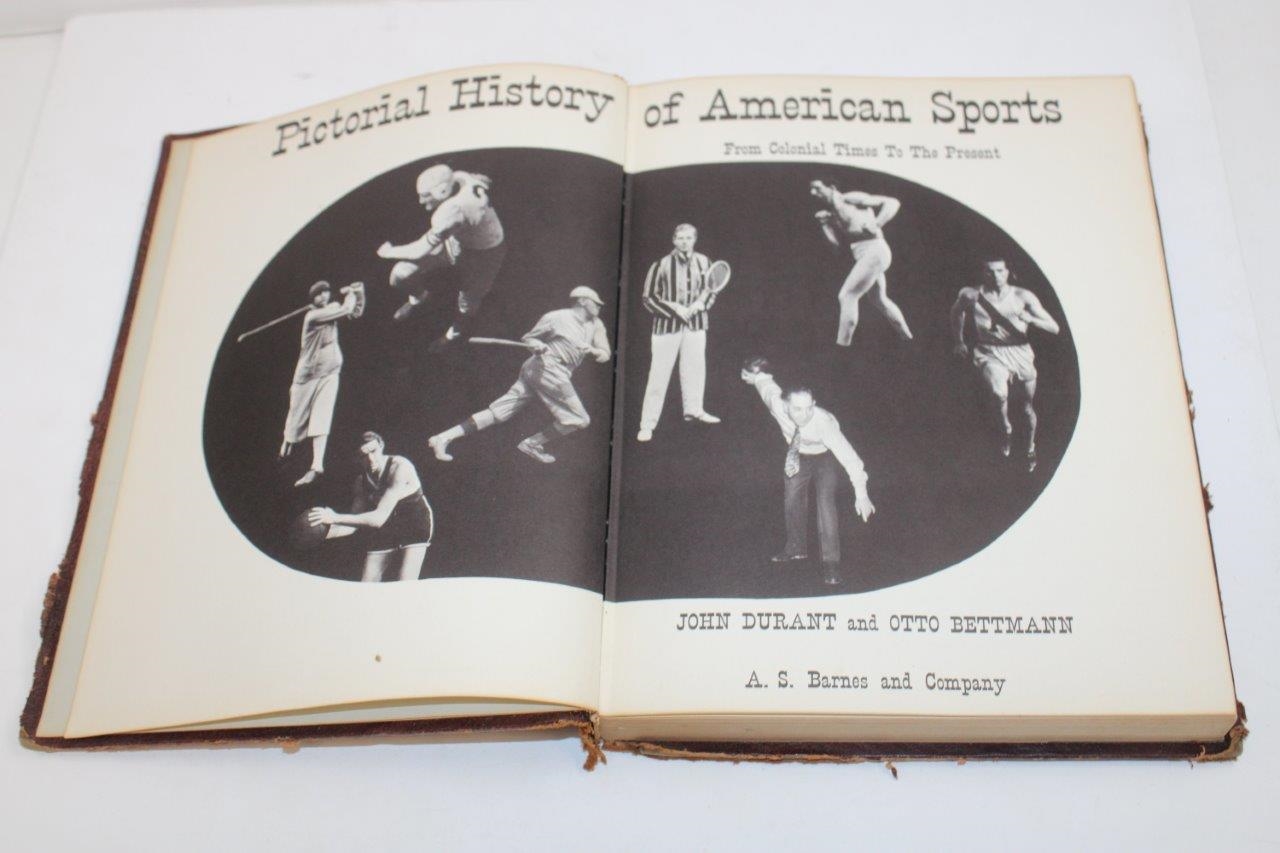 Pictorial History of American Sports
From Colonial Times To The Present
JOHN DURANT and OTTO BETTMANN
A. S. Barnes and Company